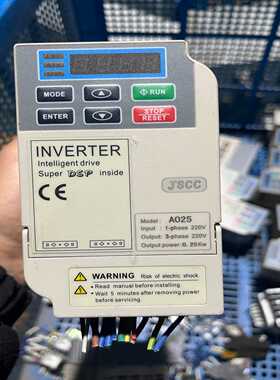 MODE
RUN
ENTER
STOP
RESET
INVERTER
Intelligent drive
Super DSP inside
CE
JSCC
Model: A025
Input : 1-phase 220V
Output: 3-phase 220V
Output power: 0.25Kw
WARNING Risk of electric shock.
Read manual before installing.
Wait 5 minutes after removing power
before servicing.